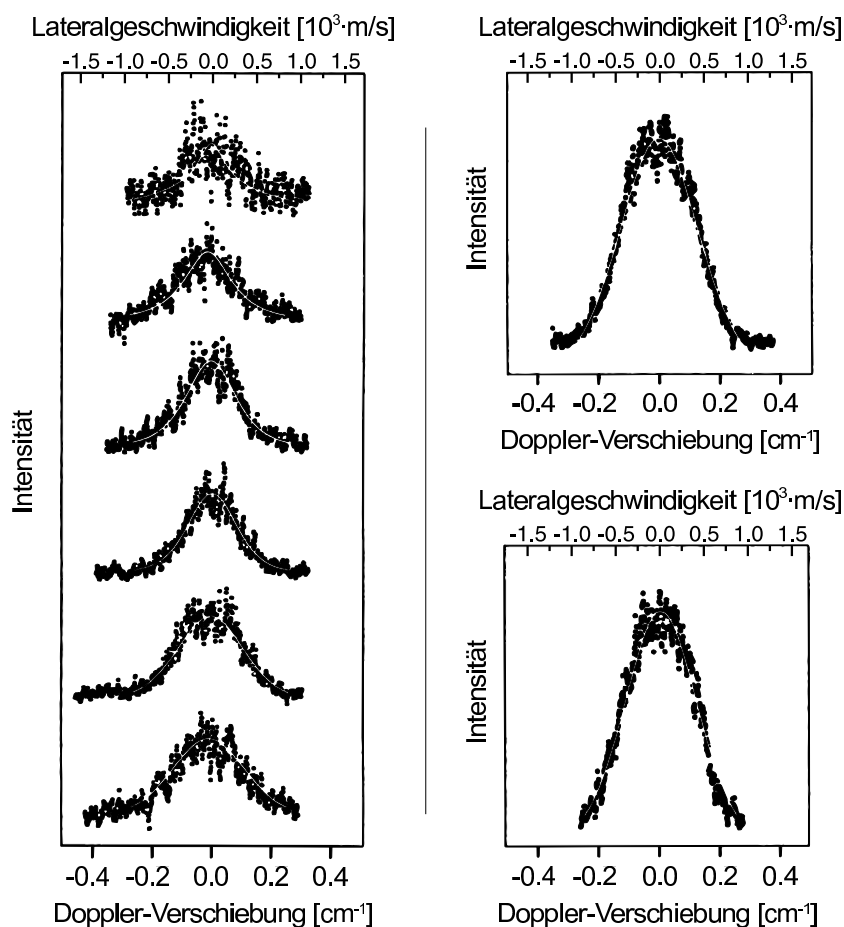 Lateralgeschwindigkeit [10³·m/s]
-1.5 -1.0 -0.5 -0.0 0.5 1.0 1.5
Intensität
-0.4 -0.2 0.0 0.2 0.4
Doppler-Verschiebung [cm⁻¹]
Lateralgeschwindigkeit [10³·m/s]
-1.5 -1.0 -0.5 0.0 0.5 1.0 1.5
Intensität
-0.4 -0.2 0.0 0.2 0.4
Doppler-Verschiebung [cm⁻¹]
Lateralgeschwindigkeit [10³·m/s]
-1.5 -1.0 -0.5 0.0 0.5 1.0 1.5
Intensität
-0.4 -0.2 0.0 0.2 0.4
Doppler-Verschiebung [cm⁻¹]